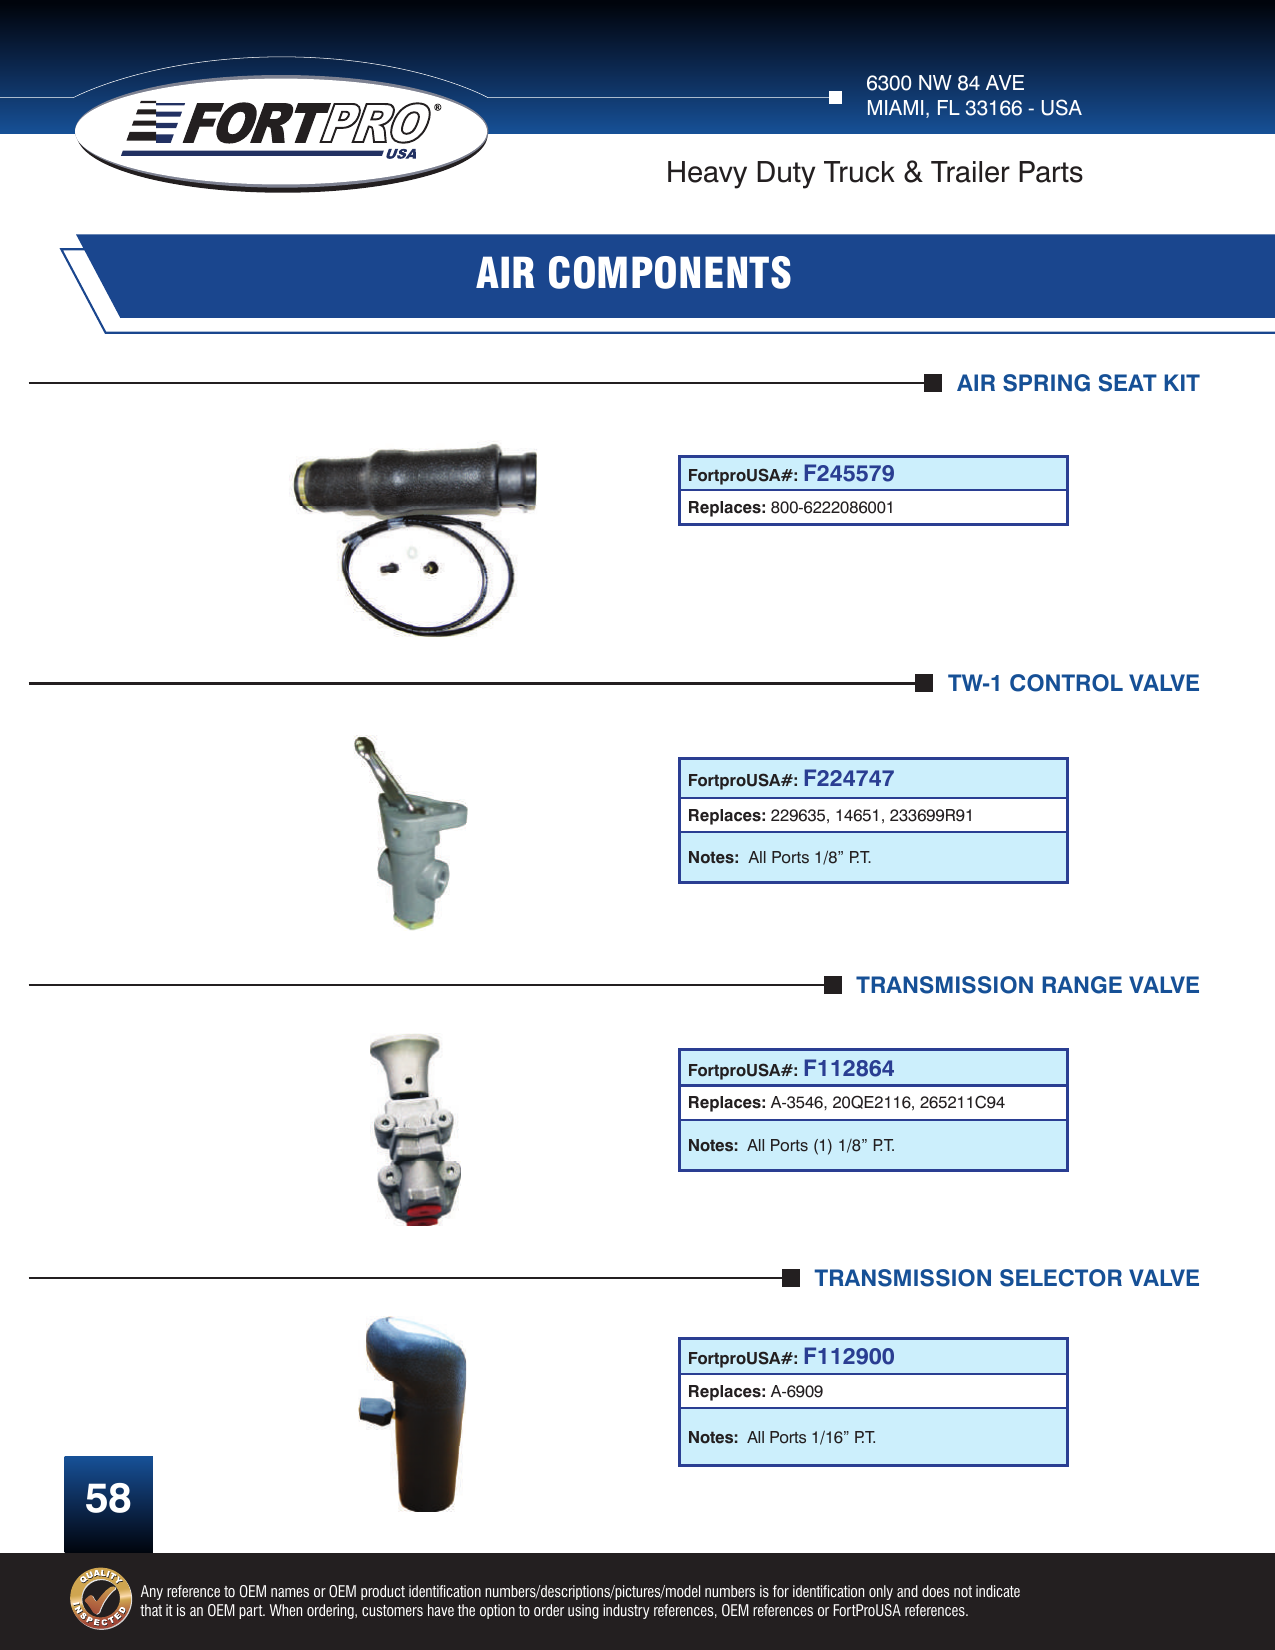 FORTPRO®
USA
6300 NW 84 AVE
MIAMI, FL 33166 - USA
Heavy Duty Truck & Trailer Parts
AIR COMPONENTS
AIR SPRING SEAT KIT
FortproUSA#: F245579
Replaces: 800-6222086001
TW-1 CONTROL VALVE
FortproUSA#: F224747
Replaces: 229635, 14651, 233699R91
Notes: All Ports 1/8” P.T.
TRANSMISSION RANGE VALVE
FortproUSA#: F112864
Replaces: A-3546, 20QE2116, 265211C94
Notes: All Ports (1) 1/8” P.T.
TRANSMISSION SELECTOR VALVE
FortproUSA#: F112900
Replaces: A-6909
Notes: All Ports 1/16” P.T.
58
QUALITY
INSPECTED
Any reference to OEM names or OEM product identification numbers/descriptions/pictures/model numbers is for identification only and does not indicate
that it is an OEM part. When ordering, customers have the option to order using industry references, OEM references or FortProUSA references.